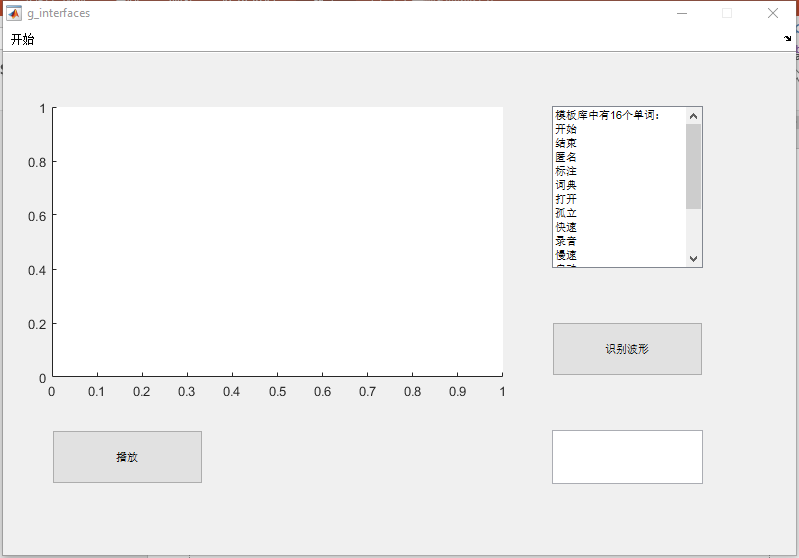 g_interfaces
开始
1
0.8
0.6
0.4
0.2
0
0 0.1 0.2 0.3 0.4 0.5 0.6 0.7 0.8 0.9 1
模板库中有16个单词:
开始
结束
匿名
标注
词典
打开
孤立
快速
录音
慢速
识别波形
播放